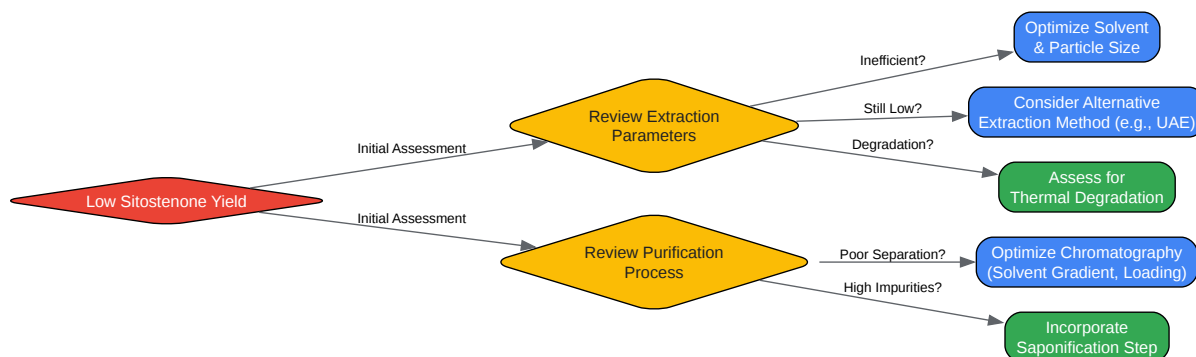 Optimize Solvent
& Particle Size
Inefficient?
Consider Alternative
Extraction Method (e.g., UAE)
Still Low?
Review Extraction
Parameters
Degradation?
Initial Assessment
Assess for
Thermal Degradation
Low Sitostenone Yield
Initial Assessment
Review Purification
Process
Poor Separation?
Optimize Chromatography
(Solvent Gradient, Loading)
High Impurities?
Incorporate
Saponification Step